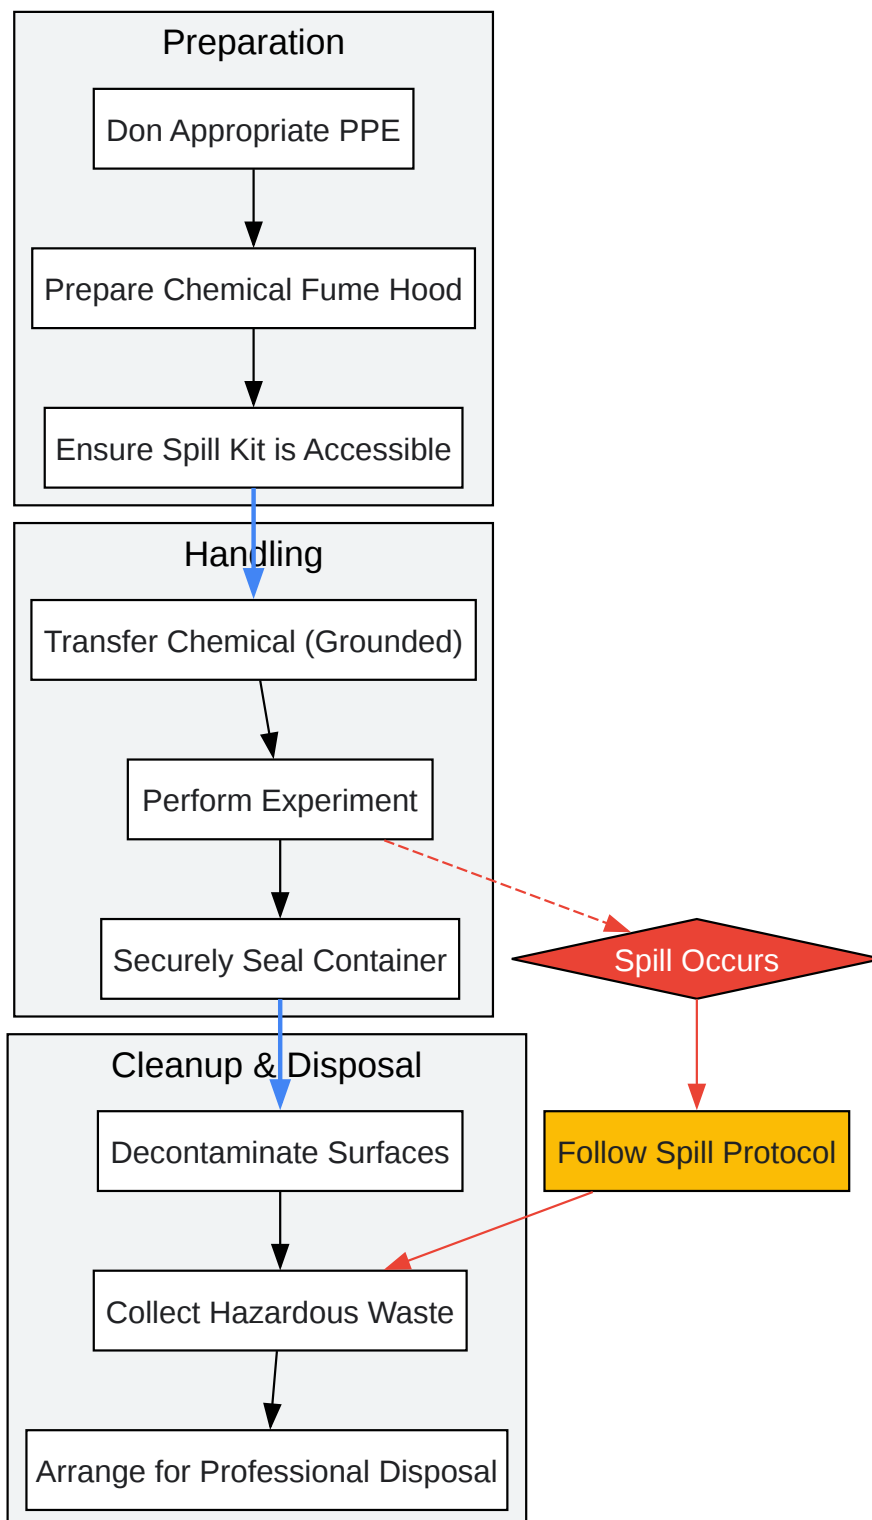 Preparation
Don Appropriate PPE
Prepare Chemical Fume Hood
Ensure Spill Kit is Accessible
Handling
Transfer Chemical (Grounded)
Perform Experiment
Securely Seal Container
Spill Occurs
Cleanup & Disposal
Decontaminate Surfaces
Follow Spill Protocol
Collect Hazardous Waste
Arrange for Professional Disposal